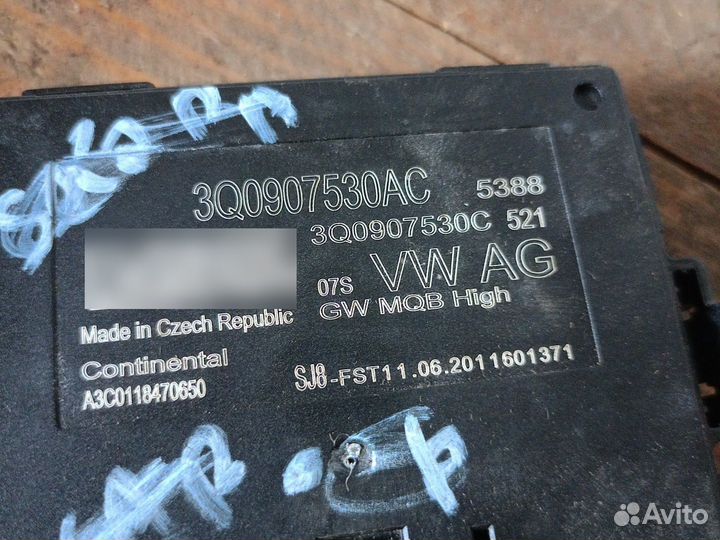 3Q0907530AC 5388
3Q0907530C 521
07S VW AG
GW MQB High
Made in Czech Republic
Continental
A3C0118470650
SJ8-FST11.06.2011601371
Avito